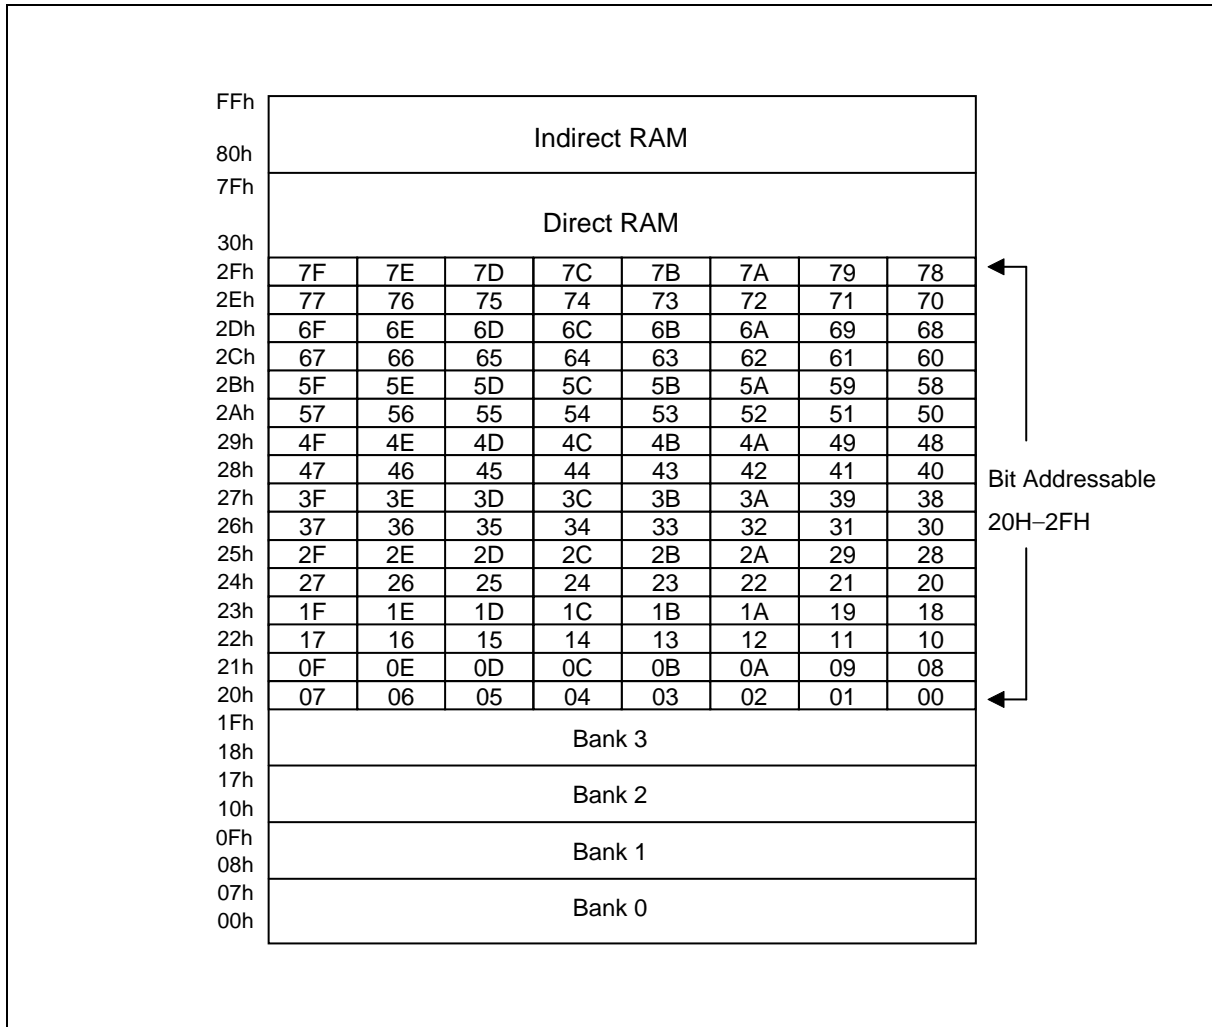 FFh
Indirect RAM
80h
7Fh
Direct RAM
30h
2Fh 7F 7E 7D 7C 7B 7A 79 78
2Eh 77 76 75 74 73 72 71 70
2Dh 6F 6E 6D 6C 6B 6A 69 68
2Ch 67 66 65 64 63 62 61 60
2Bh 5F 5E 5D 5C 5B 5A 59 58
2Ah 57 56 55 54 53 52 51 50
29h 4F 4E 4D 4C 4B 4A 49 48
28h 47 46 45 44 43 42 41 40
Bit Addressable
27h 3F 3E 3D 3C 3B 3A 39 38
26h 37 36 35 34 33 32 31 30
20H−2FH
25h 2F 2E 2D 2C 2B 2A 29 28
24h 27 26 25 24 23 22 21 20
23h 1F 1E 1D 1C 1B 1A 19 18
22h 17 16 15 14 13 12 11 10
21h 0F 0E 0D 0C 0B 0A 09 08
20h 07 06 05 04 03 02 01 00
1Fh
Bank 3
18h
17h
Bank 2
10h
0Fh
Bank 1
08h
07h
Bank 0
00h